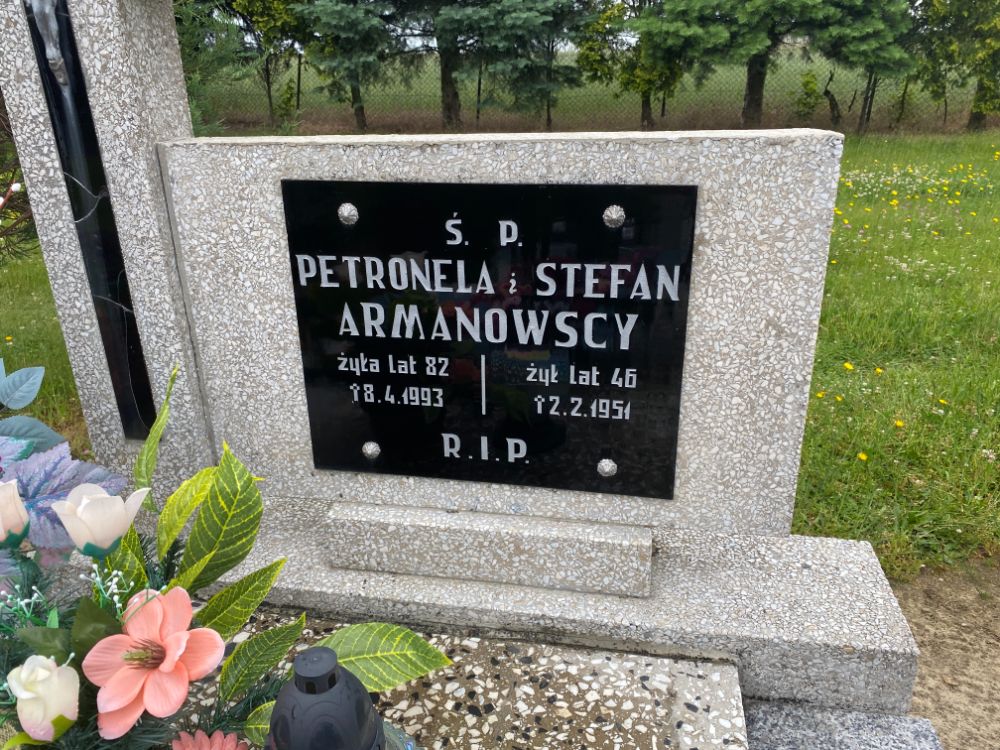 Ś. P.
PETRONELA i STEFAN
ARMANOWSCY
żyła lat 82
†8.4.1993
żył lat 46
†2.2.1951
R.I.P.